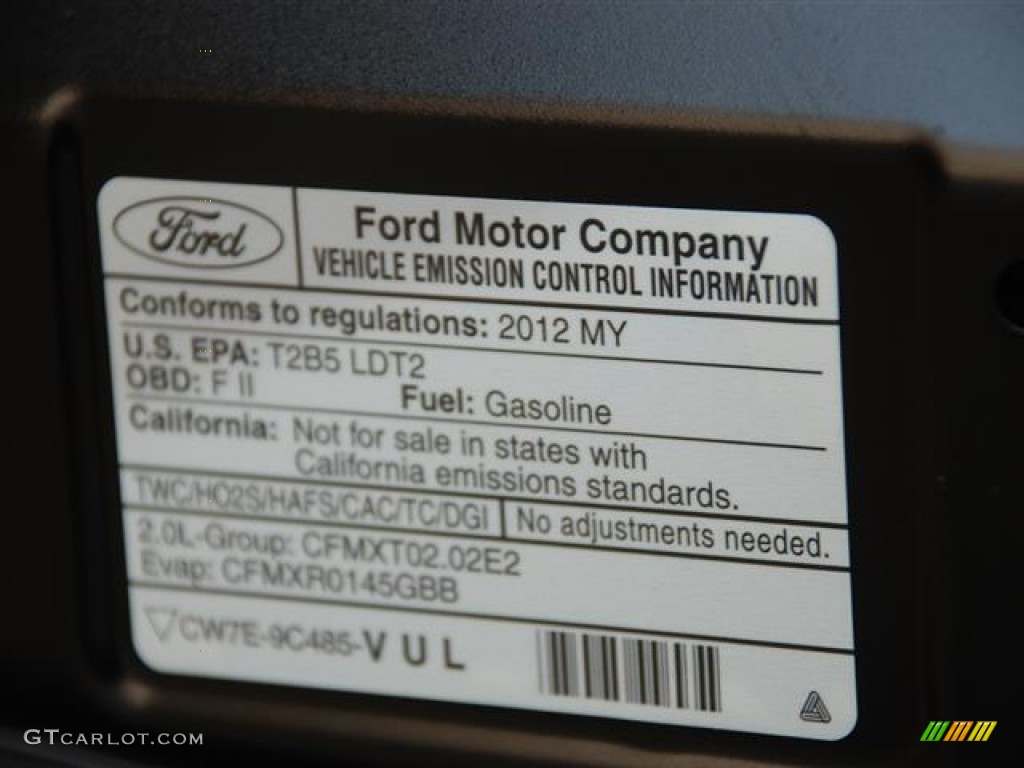 Ford
Ford Motor Company
VEHICLE EMISSION CONTROL INFORMATION
Conforms to regulations: 2012 MY
U.S. EPA: T2B5 LDT2
OBD: F II Fuel: Gasoline
California: Not for sale in states with
California emissions standards.
TWC/HO2S/HAFS/CAC/TC/DGI No adjustments needed.
2.0L-Group: CFMXT02.02E2
Evap: CFMXR0145GBB
CW7E-9C485-V U L
GTCARLOT.COM